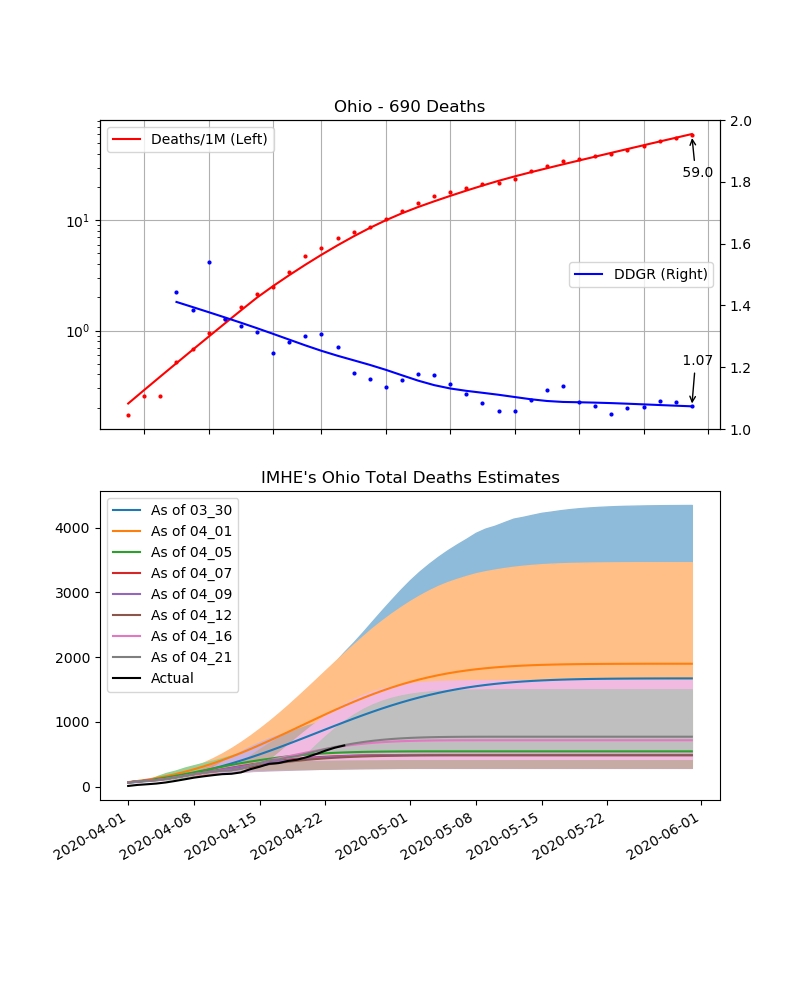 Ohio - 690 Deaths
Deaths/1M (Left)
2.0
1.8
59.0
10¹
1.6
DDGR (Right)
1.4
10⁰
1.07
1.2
1.0
IMHE's Ohio Total Deaths Estimates
As of 03_30
As of 04_01
As of 04_05
As of 04_07
As of 04_09
As of 04_12
As of 04_16
As of 04_21
Actual
4000
3000
2000
1000
0
2020-04-01
2020-04-08
2020-04-15
2020-04-22
2020-05-01
2020-05-08
2020-05-15
2020-05-22
2020-06-01